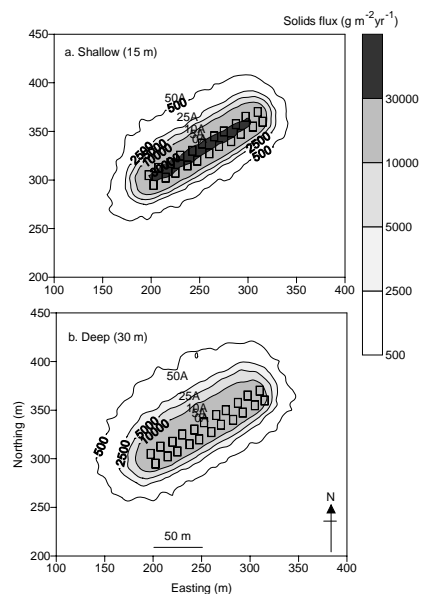 Solids flux (g m⁻²yr⁻¹)
450
a. Shallow (15 m)
50A
500
400
25A
10A
350
2500
5000
10000
30000
2500
500
300
250
200
100 150 200 250 300 350 400
30000
10000
5000
2500
500
450
b. Deep (30 m)
0
50A
400
25A
10A
350
5000
10000
500
2500
300
250
N
50 m
200
100 150 200 250 300 350 400
Northing (m)
Easting (m)